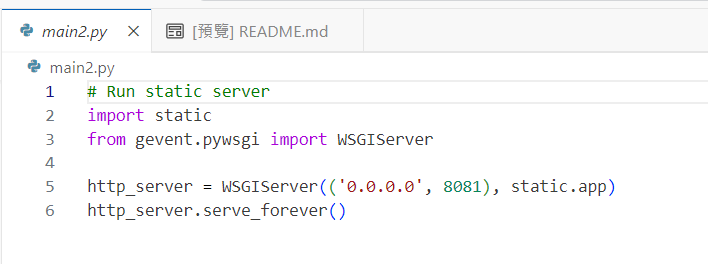 main2.py
[預覽] README.md
main2.py
1 # Run static server
2 import static
3 from gevent.pywsgi import WSGIServer
4
5 http_server = WSGIServer(('0.0.0.0', 8081), static.app)
6 http_server.serve_forever()